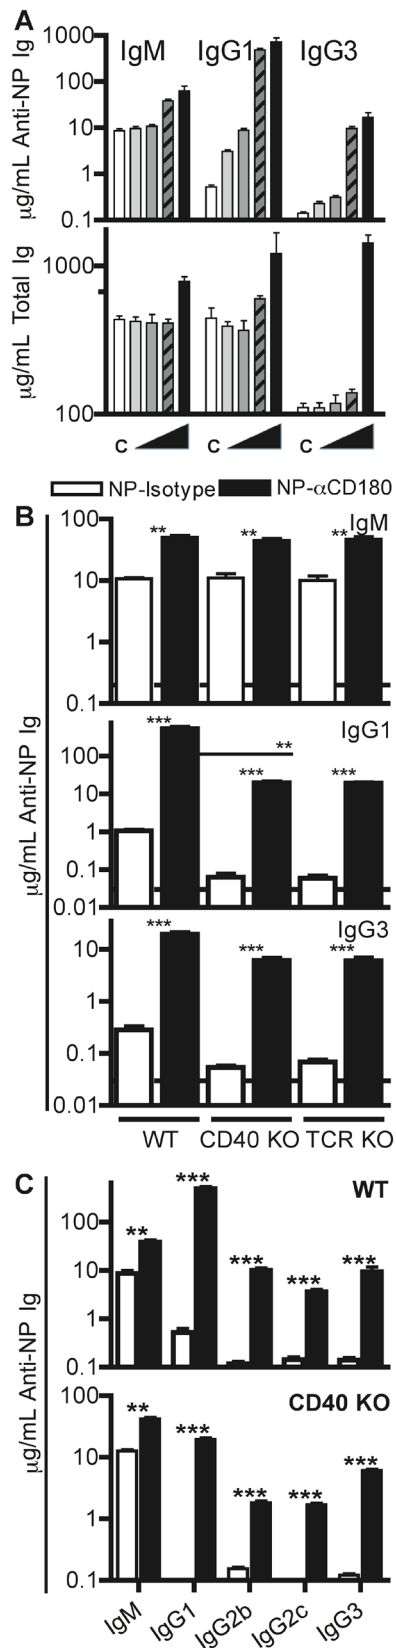 A
IgM IgG1 IgG3
µg/mL Anti-NP Ig
1000
100
10
1
0.1
µg/mL Total Ig
1000
100
C C C
NP-Isotype NP-αCD180
B
µg/mL Anti-NP Ig
IgM
100
10
1
0.1
** ** **
IgG1
100
10
1
0.1
0.01
*** *** ***
**
IgG3
10
1
0.1
0.01
*** *** ***
WT CD40 KO TCR KO
C
µg/mL Anti-NP Ig
WT
100
10
1
0.1
** *** *** *** ***
CD40 KO
100
10
1
0.1
** *** *** *** ***
IgM IgG1 IgG2b IgG2c IgG3